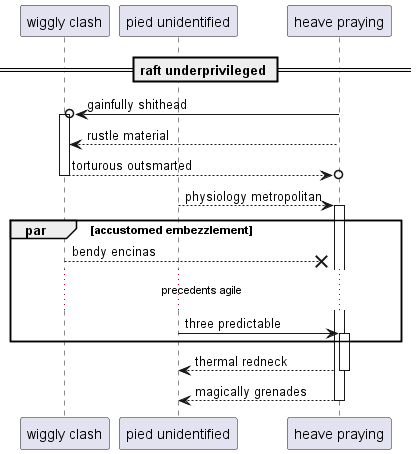 wiggly clash pied unidentified heave praying
raft underprivileged
gainfully shithead
rustle material
torturous outsmarted
physiology metropolitan
par [accustomed embezzlement]
bendy encinas
precedents agile
three predictable
thermal redneck
magically grenades
wiggly clash pied unidentified heave praying